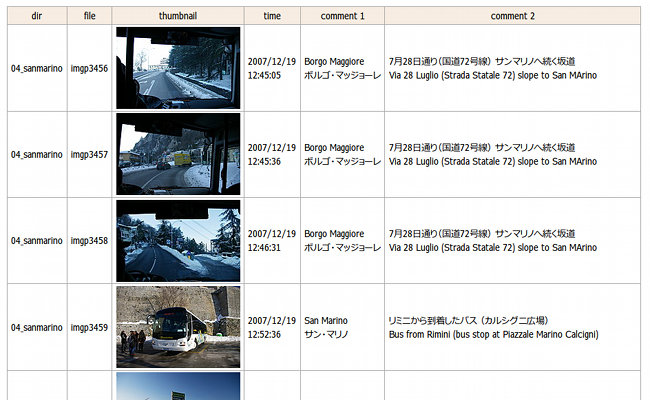 dir file thumbnail time comment 1 comment 2
04_sanmarino imgp3456 2007/12/19 Borgo Maggiore 7月28日通り(国道72号線) サンマリノへ続く坂道
12:45:05 ボルゴ・マッジョーレ Via 28 Luglio (Strada Statale 72) slope to San MArino
04_sanmarino imgp3457 2007/12/19 Borgo Maggiore 7月28日通り(国道72号線) サンマリノへ続く坂道
12:45:36 ボルゴ・マッジョーレ Via 28 Luglio (Strada Statale 72) slope to San MArino
04_sanmarino imgp3458 2007/12/19 Borgo Maggiore 7月28日通り(国道72号線) サンマリノへ続く坂道
12:46:31 ボルゴ・マッジョーレ Via 28 Luglio (Strada Statale 72) slope to San MArino
04_sanmarino imgp3459 2007/12/19 San Marino リミニから到着したバス (カルシグニ広場)
12:52:36 サン・マリノ Bus from Rimini (bus stop at Piazzale Marino Calcigni)